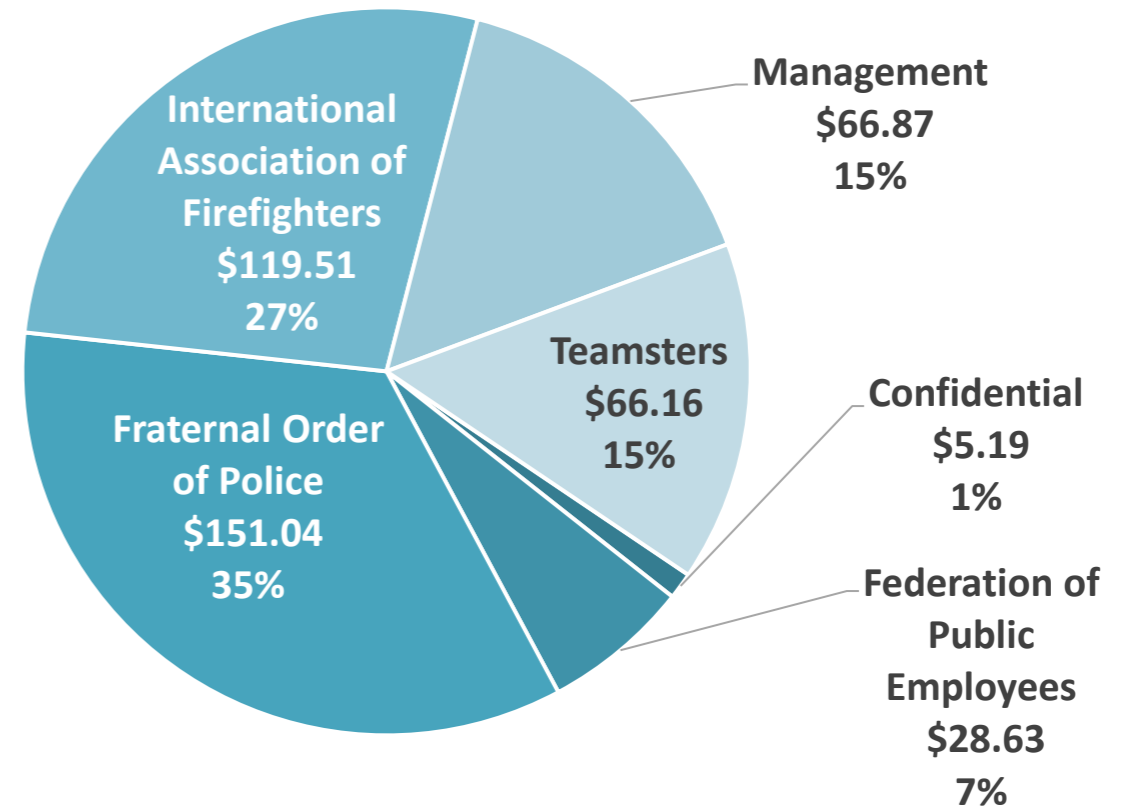 International
Association of
Firefighters
$119.51
27%
Management
$66.87
15%
Teamsters
$66.16
15%
Confidential
$5.19
1%
Federation of
Public
Employees
$28.63
7%
Fraternal Order
of Police
$151.04
35%